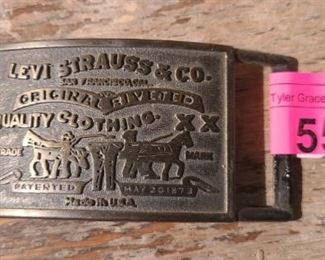 LEVI STRAUSS & CO.
SAN FRANCISCO, CAL.
ORIGINAL RIVETED
QUALITY CLOTHING. XX
TRADE MARK
PATENTED MAY 20 1873
Made in U.S.A.
Tyler Grace
55